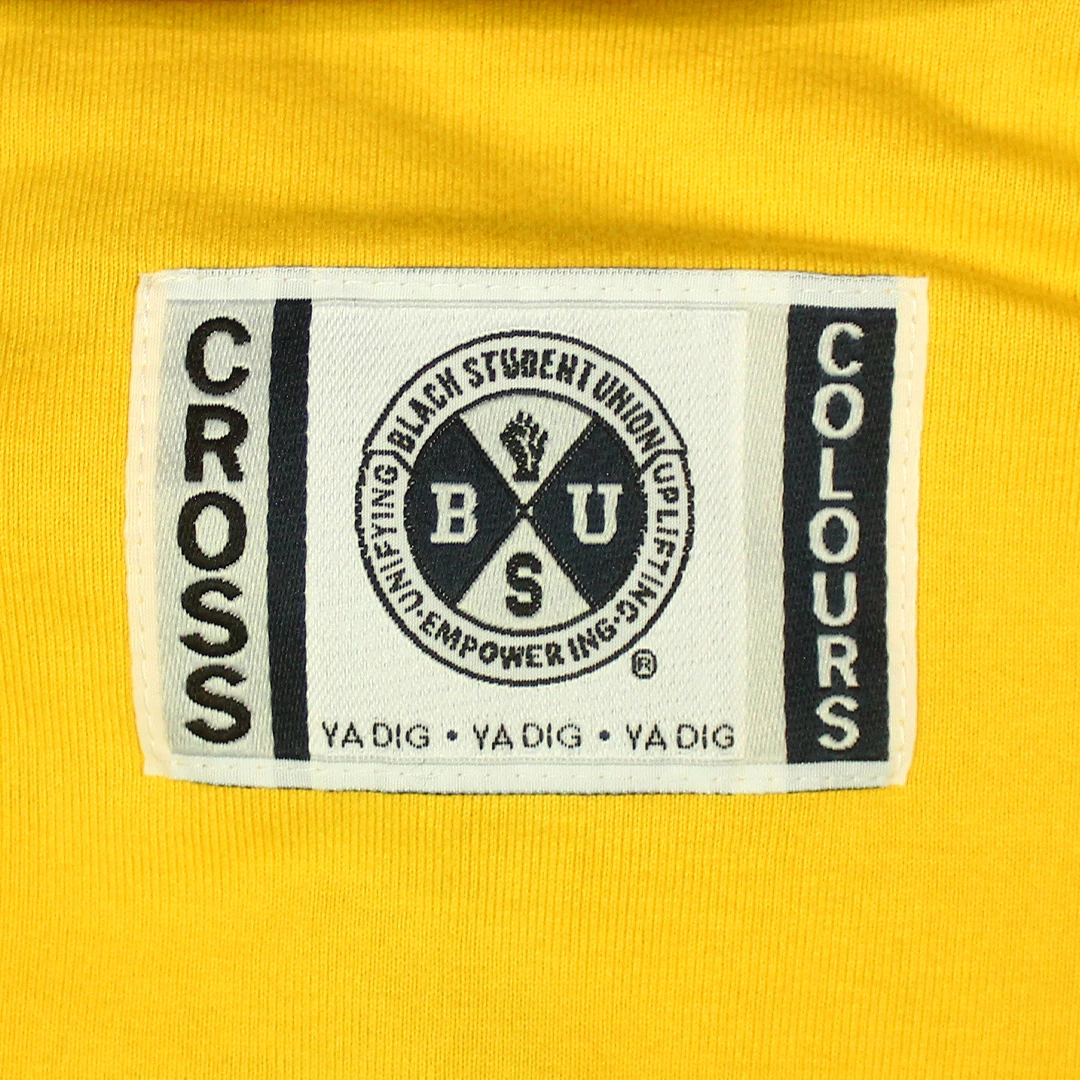 CROSS
BLACK STUDENT UNION
UNIFYING · EMPOWERING · UPLIFTING
B U
S
®
YA DIG • YA DIG • YA DIG
COLOURS